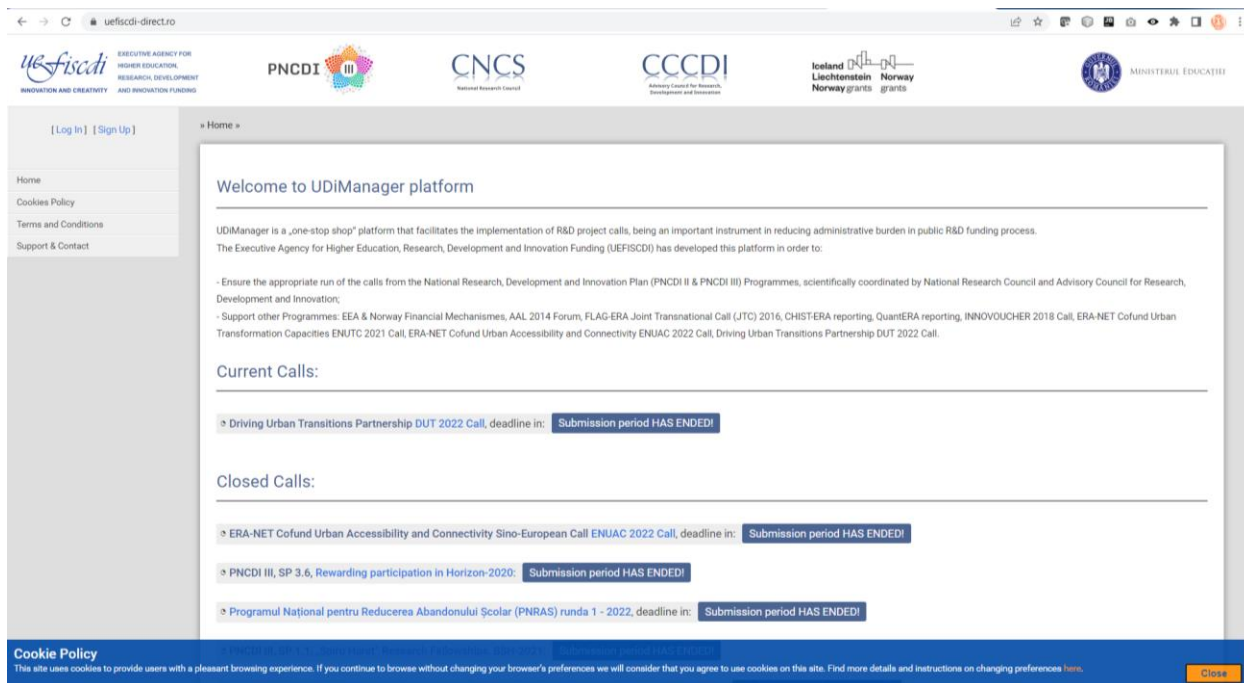 uefiscdi-direct.ro
uefiscdi
INNOVATION AND CREATIVITY
EXECUTIVE AGENCY FOR
HIGHER EDUCATION,
RESEARCH, DEVELOPMENT
AND INNOVATION FUNDING
PNCDI III
CNCS
National Research Council
CCCDI
Advisory Council for Research,
Development and Innovation
Iceland
Liechtenstein Norway
Norway grants grants
MINISTERUL EDUCAȚIEI
[ Log In ] [ Sign Up ]
» Home »
Home
Cookies Policy
Terms and Conditions
Support & Contact
Welcome to UDiManager platform
UDiManager is a „one-stop shop" platform that facilitates the implementation of R&D project calls, being an important instrument in reducing administrative burden in public R&D funding process.
The Executive Agency for Higher Education, Research, Development and Innovation Funding (UEFISCDI) has developed this platform in order to:
- Ensure the appropriate run of the calls from the National Research, Development and Innovation Plan (PNCDI II & PNCDI III) Programmes, scientifically coordinated by National Research Council and Advisory Council for Research,
Development and Innovation;
- Support other Programmes: EEA & Norway Financial Mechanismes, AAL 2014 Forum, FLAG-ERA Joint Transnational Call (JTC) 2016, CHIST-ERA reporting, QuantERA reporting, INNOVOUCHER 2018 Call, ERA-NET Cofund Urban
Transformation Capacities ENUTC 2021 Call, ERA-NET Cofund Urban Accessibility and Connectivity ENUAC 2022 Call, Driving Urban Transitions Partnership DUT 2022 Call.
Current Calls:
Driving Urban Transitions Partnership DUT 2022 Call, deadline in: Submission period HAS ENDED!
Closed Calls:
ERA-NET Cofund Urban Accessibility and Connectivity Sino-European Call ENUAC 2022 Call, deadline in: Submission period HAS ENDED!
PNCDI III, SP 3.6, Rewarding participation in Horizon-2020: Submission period HAS ENDED!
Programul Național pentru Reducerea Abandonului Școlar (PNRAS) runda 1 - 2022, deadline in: Submission period HAS ENDED!
Cookie Policy
This site uses cookies to provide users with a pleasant browsing experience. If you continue to browse without changing your browser's preferences we will consider that you agree to use cookies on this site. Find more details and instructions on changing preferences here.
Close